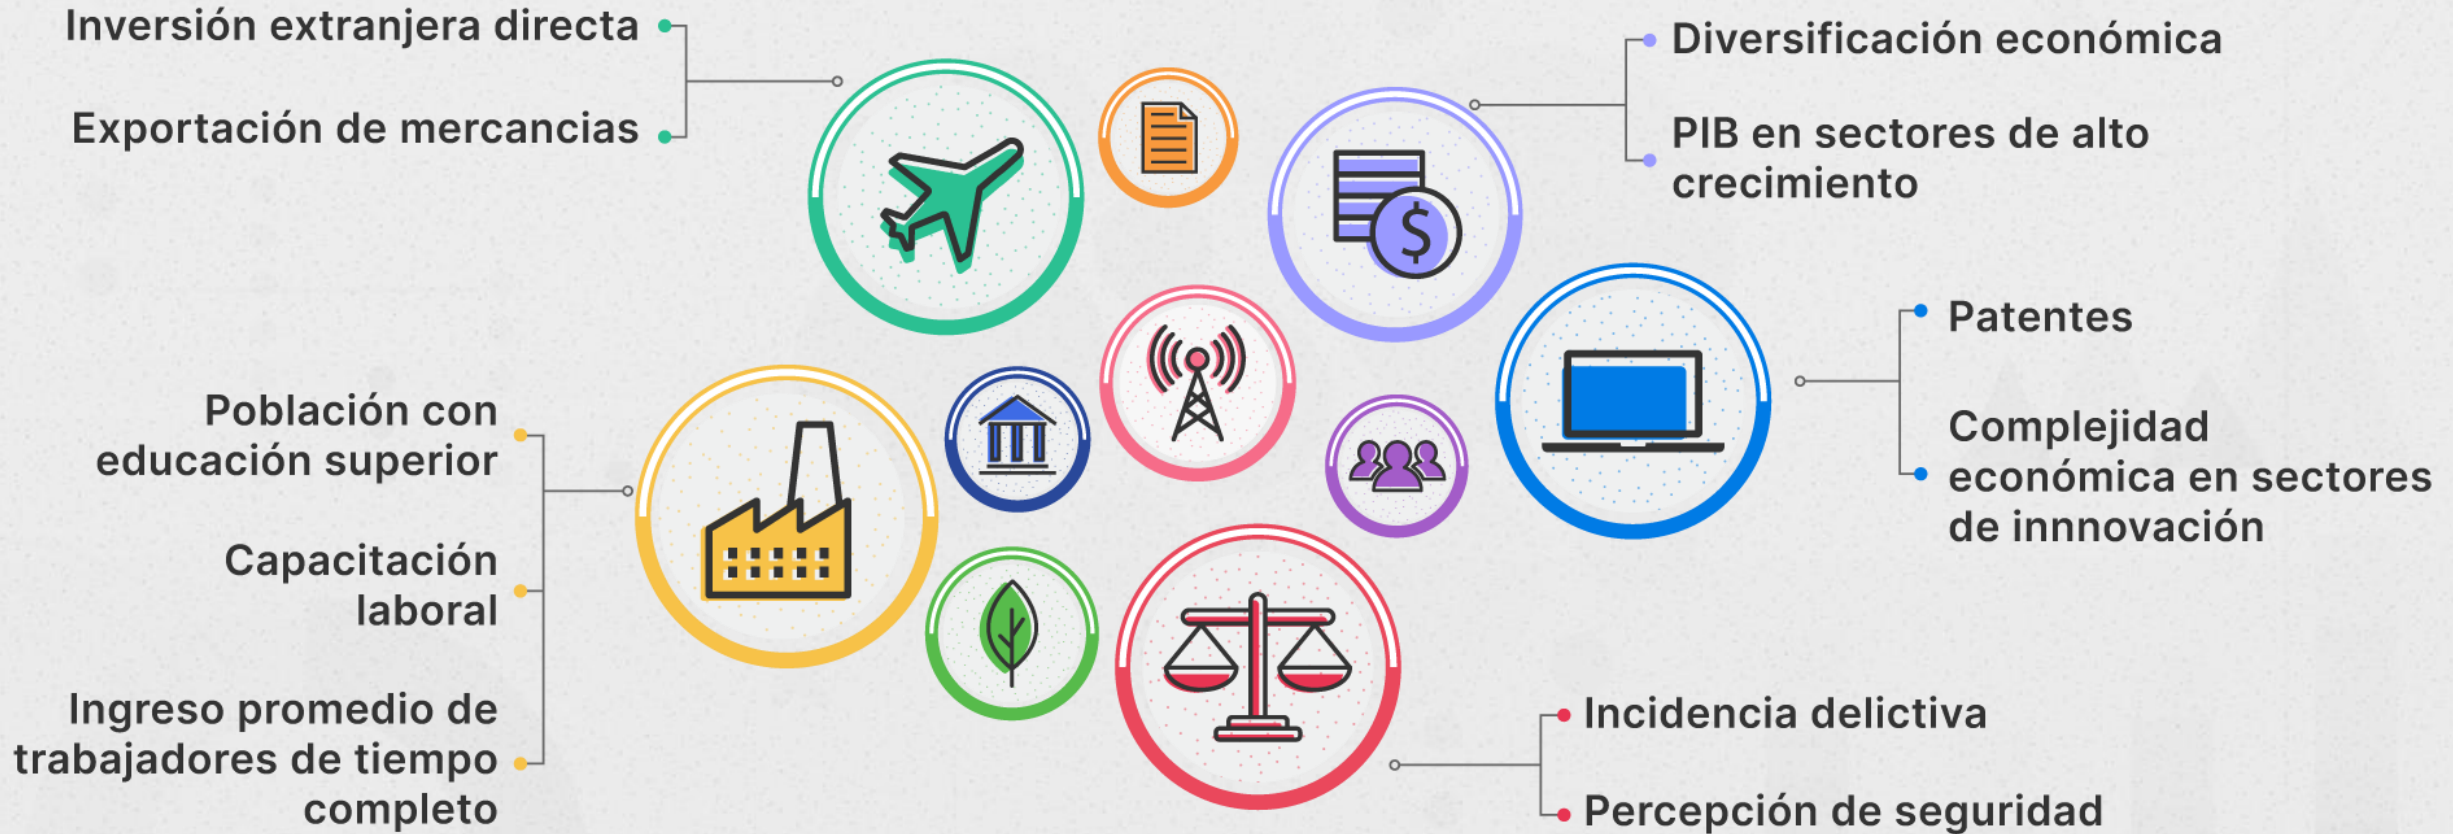 Inversión extranjera directa
Exportación de mercancias
Población con
educación superior
Capacitación
laboral
Ingreso promedio de
trabajadores de tiempo
completo
$
Diversificación económica
PIB en sectores de alto
crecimiento
Patentes
Complejidad
económica en sectores
de innnovación
Incidencia delictiva
Percepción de seguridad